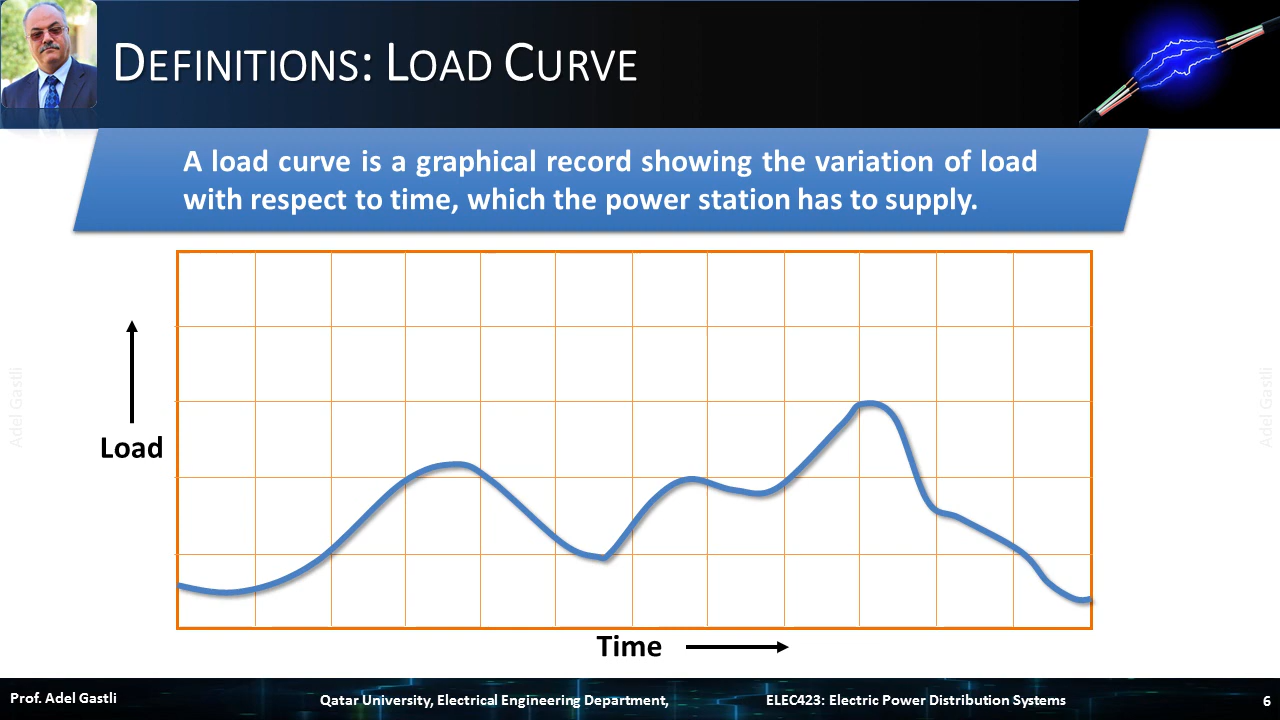 DEFINITIONS: LOAD CURVE
A load curve is a graphical record showing the variation of load
with respect to time, which the power station has to supply.
Adel Gastli
Load
Adel Gastli
Time
Prof. Adel Gastli
Qatar University, Electrical Engineering Department,
ELEC423: Electric Power Distribution Systems
6